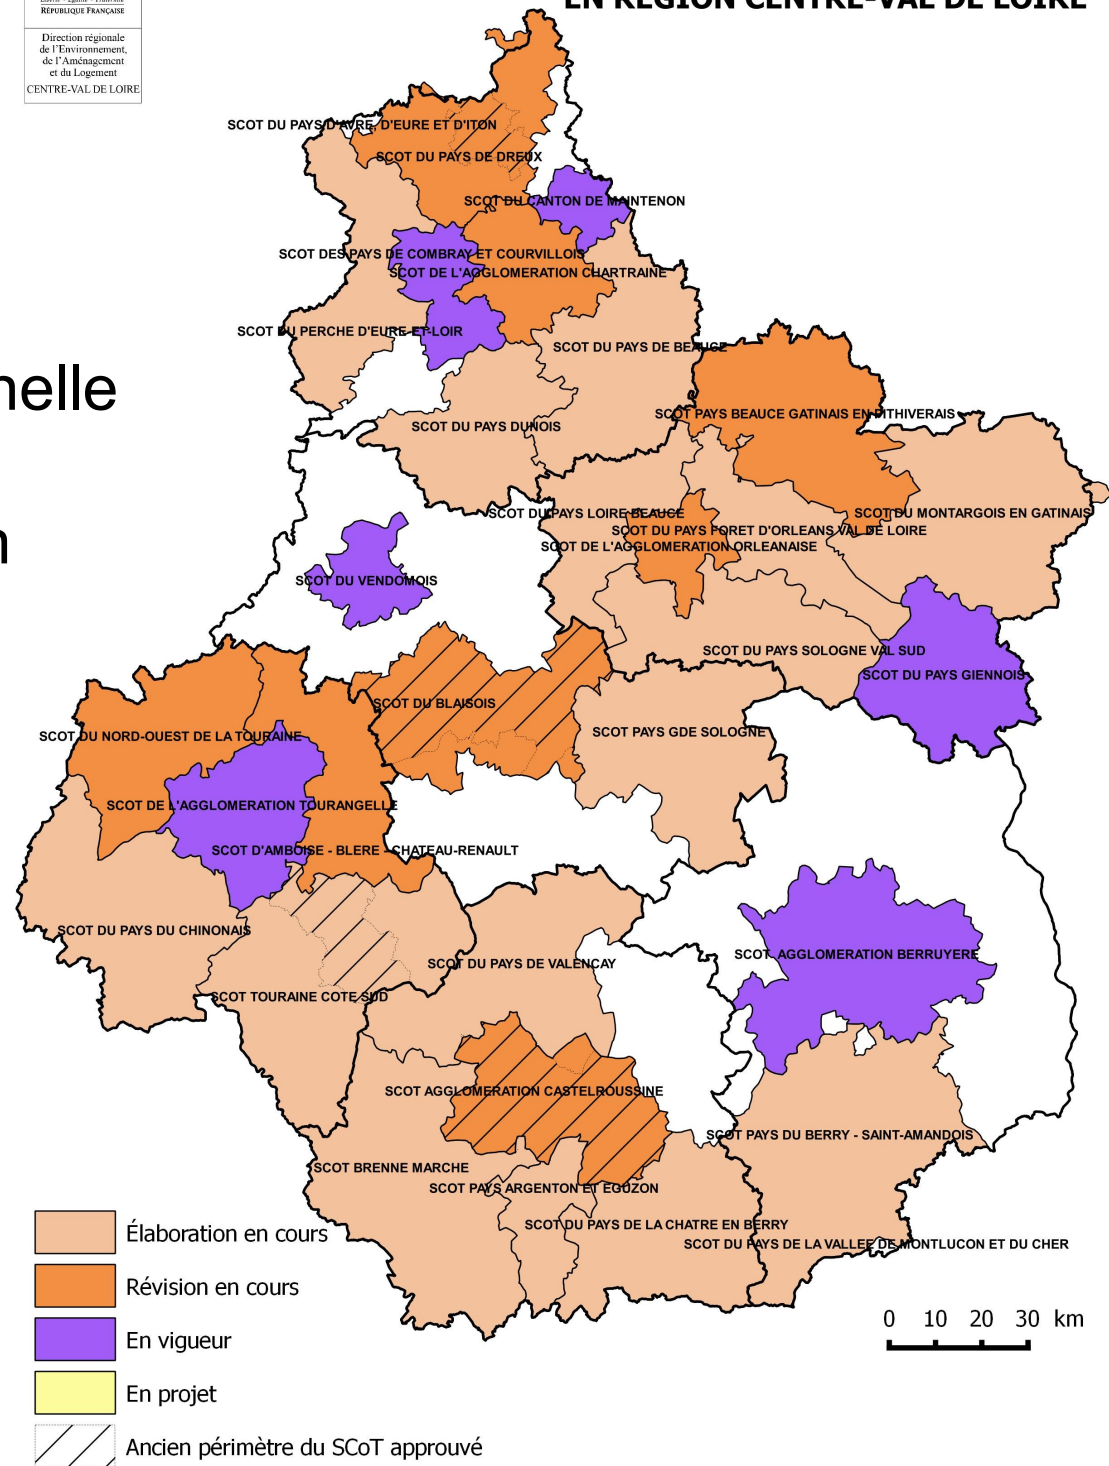 EN REGION CENTRE-VAL DE LOIRE
Liberté • Égalité • Fraternité
RÉPUBLIQUE FRANÇAISE
Direction régionale
de l'Environnement,
de l'Aménagement
et du Logement
CENTRE-VAL DE LOIRE
SCOT DU PAYS D'AVRE, D'EURE ET D'ITON
SCOT DU PAYS DE DREUX
SCOT DU CANTON DE MAINTENON
SCOT DES PAYS DE COMBRAY ET COURVILLOIS
SCOT DE L'AGGLOMERATION CHARTRAINE
SCOT DU PERCHE D'EURE-ET-LOIR
SCOT DU PAYS DE BEAUCE
nelle
SCOT PAYS BEAUCE GATINAIS EN PITHIVERAIS
SCOT DU PAYS DUNOIS
SCOT DU PAYS LOIRE BEAUCE
SCOT DU MONTARGOIS EN GATINAIS
SCOT DU PAYS FORET D'ORLEANS VAL DE LOIRE
n
SCOT DE L'AGGLOMERATION ORLEANAISE
SCOT DU VENDOMOIS
SCOT DU PAYS SOLOGNE VAL SUD
SCOT DU PAYS GIENNOIS
SCOT DU BLAISOIS
SCOT PAYS GDE SOLOGNE
SCOT DU NORD-OUEST DE LA TOURAINE
SCOT DE L'AGGLOMERATION TOURANGELLE
SCOT D'AMBOISE - BLERE - CHATEAU-RENAULT
SCOT DU PAYS DU CHINONAIS
SCOT AGGLOMERATION BERRUYERE
SCOT DU PAYS DE VALENCAY
SCOT TOURAINE COTE SUD
SCOT AGGLOMERATION CASTELROUSSINE
SCOT PAYS DU BERRY - SAINT-AMANDOIS
SCOT BRENNE MARCHE
SCOT PAYS ARGENTON ET EGUZON
SCOT DU PAYS DE LA CHATRE EN BERRY
SCOT DU PAYS DE LA VALLEE DE MONTLUCON ET DU CHER
Élaboration en cours
Révision en cours
En vigueur
En projet
Ancien périmètre du SCoT approuvé
0 10 20 30 km